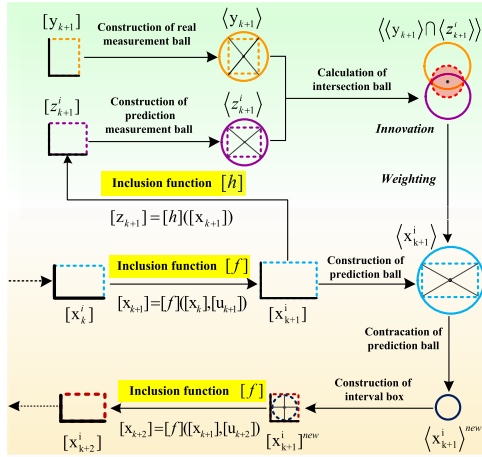 [y_{k+1}]
Construction of real
measurement ball
⟨y_{k+1}⟩
⟨⟨y_{k+1}⟩∩⟨z^i_{k+1}⟩⟩
[z^i_{k+1}]
Construction of
prediction
measurement ball
⟨z^i_{k+1}⟩
Calculation of
intersection ball
Innovation
Inclusion function [h]
[z_{k+1}]=[h]([x_{k+1}])
Weighting
⟨x^i_{k+1}⟩
Inclusion function [f]
[x_{k+1}]=[f]([x_k],[u_{k+1}])
[x^i_k]
[x^i_{k+1}]
Construction of
prediction ball
Contracation of
prediction ball
Inclusion function [f]
[x_{k+2}]=[f]([x_{k+1}],[u_{k+2}])
Construction of
interval box
[x^i_{k+2}]
[x^i_{k+1}]^{new}
⟨x^i_{k+1}⟩^{new}